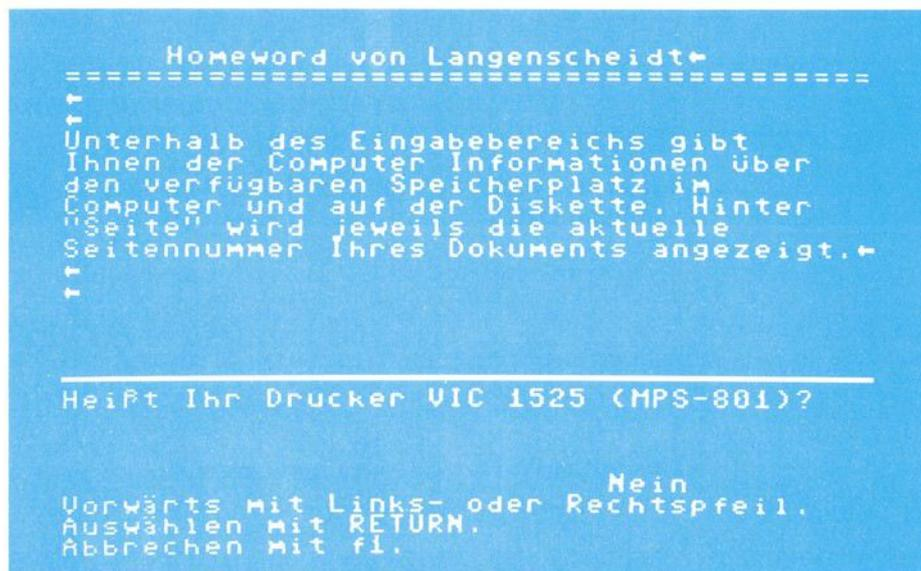 Homeword von Langenscheidt←
========================================
←
←
Unterhalb des Eingabebereichs gibt
Ihnen der Computer Informationen über
den verfügbaren Speicherplatz im
Computer und auf der Diskette. Hinter
"Seite" wird jeweils die aktuelle
Seitennummer Ihres Dokuments angezeigt.←
←
←
Heißt Ihr Drucker VIC 1525 (MPS-801)?
Nein
Vorwärts mit Links- oder Rechtspfeil.
Auswählen mit RETURN.
Abbrechen mit f1.